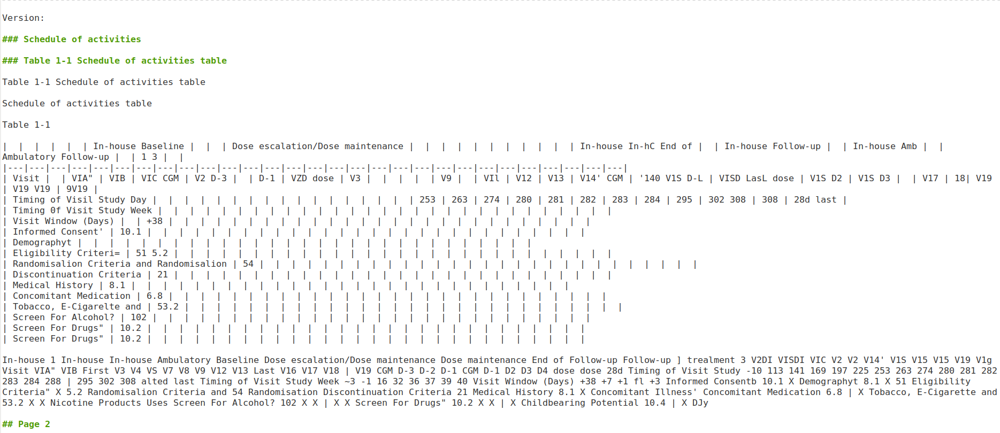 Version:
### Schedule of activities
### Table 1-1 Schedule of activities table
Table 1-1 Schedule of activities table
Schedule of activities table
Table 1-1
|  |  |  |  |  | In-house Baseline |  |  | Dose escalation/Dose maintenance |  |  |  |  |  |  |  |  |  |  | In-house In-hC End of |  | In-house Follow-up |  | In-house Amb |  |
Ambulatory Follow-up |  | 1 3 |  |
|---|---|---|---|---|---|---|---|---|---|---|---|---|---|---|---|---|---|---|---|---|---|---|---|---|---|---|---|---|
| Visit |  | VIA" | VIB | VIC CGM | V2 D-3 |  | D-1 | VZD dose | V3 |  |  |  |  | V9 |  | VIl | V12 | V13 | V14' CGM | '140 V1S D-L | VISD LasL dose | V1S D2 | V1S D3 |  | V17 | 18| V19
| V19 V19 | 9V19 |
| Timing of Visil Study Day |  |  |  |  |  |  |  |  |  |  |  |  |  |  |  |  | 253 | 263 | 274 | 280 | 281 | 282 | 283 | 284 | 295 | 302 308 | 308 | 28d last |
| Timing 0f Visit Study Week |  |  |  |  |  |  |  |  |  |  |  |  |  |  |  |  |  |  |  |  |  |  |  |  |  |  |  |  |
| Visit Window (Days) |  | +38 |  |  |  |  |  |  |  |  |  |  |  |  |  |  |  |  |  |  |  |  |  |  |  |  |  |  |
| Informed Consent' | 10.1 |  |  |  |  |  |  |  |  |  |  |  |  |  |  |  |  |  |  |  |  |  |  |  |  |  |  |  |
| Demographyt |  |  |  |  |  |  |  |  |  |  |  |  |  |  |  |  |  |  |  |  |  |  |  |  |  |  |  |  |
| Eligibility Criteri= | 51 5.2 |  |  |  |  |  |  |  |  |  |  |  |  |  |  |  |  |  |  |  |  |  |  |  |  |  |  |  |
| Randomisalion Criteria and Randomisalion | 54 |  |  |  |  |  |  |  |  |  |  |  |  |  |  |  |  |  |  |  |  |  |  |  |  |  |  |  |
| Discontinuation Criteria | 21 |  |  |  |  |  |  |  |  |  |  |  |  |  |  |  |  |  |  |  |  |  |  |  |  |  |  |  |
| Medical History | 8.1 |  |  |  |  |  |  |  |  |  |  |  |  |  |  |  |  |  |  |  |  |  |  |  |  |  |  |  |
| Concomitant Medication | 6.8 |  |  |  |  |  |  |  |  |  |  |  |  |  |  |  |  |  |  |  |  |  |  |  |  |  |  |  |
| Tobacco, E-Cigarelte and | 53.2 |  |  |  |  |  |  |  |  |  |  |  |  |  |  |  |  |  |  |  |  |  |  |  |  |  |  |  |
| Screen For Alcohol? | 102 |  |  |  |  |  |  |  |  |  |  |  |  |  |  |  |  |  |  |  |  |  |  |  |  |  |  |  |
| Screen For Drugs" | 10.2 |  |  |  |  |  |  |  |  |  |  |  |  |  |  |  |  |  |  |  |  |  |  |  |  |  |  |  |
| Screen For Drugs" | 10.2 |  |  |  |  |  |  |  |  |  |  |  |  |  |  |  |  |  |  |  |  |  |  |  |  |  |  |  |
In-house 1 In-house In-house Ambulatory Baseline Dose escalation/Dose maintenance Dose maintenance End of Follow-up Follow-up ] trealment 3 V2DI VISDI VIC V2 V2 V14' V1S V15 V15 V19 V1g
Visit VIA" VIB First V3 V4 VS V7 V8 V9 V12 V13 Last V16 V17 V18 | V19 CGM D-3 D-2 D-1 CGM D-1 D2 D3 D4 dose dose 28d Timing of Visit Study -10 113 141 169 197 225 253 263 274 280 281 282
283 284 288 | 295 302 308 alted last Timing of Visit Study Week ~3 -1 16 32 36 37 39 40 Visit Window (Days) +38 +7 +1 fl +3 Informed Consentb 10.1 X Demographyt 8.1 X 51 Eligibility
Criteria" X 5.2 Randomisalion Criteria and 54 Randomisation Discontinuation Criteria 21 Medical History 8.1 X Concomitant Illness' Concomitant Medication 6.8 | X Tobacco, E-Cigarette and
53.2 X X Nicotine Products Uses Screen For Alcohol? 102 X X | X X Screen For Drugs" 10.2 X X | X Childbearing Potential 10.4 | X DJy
## Page 2